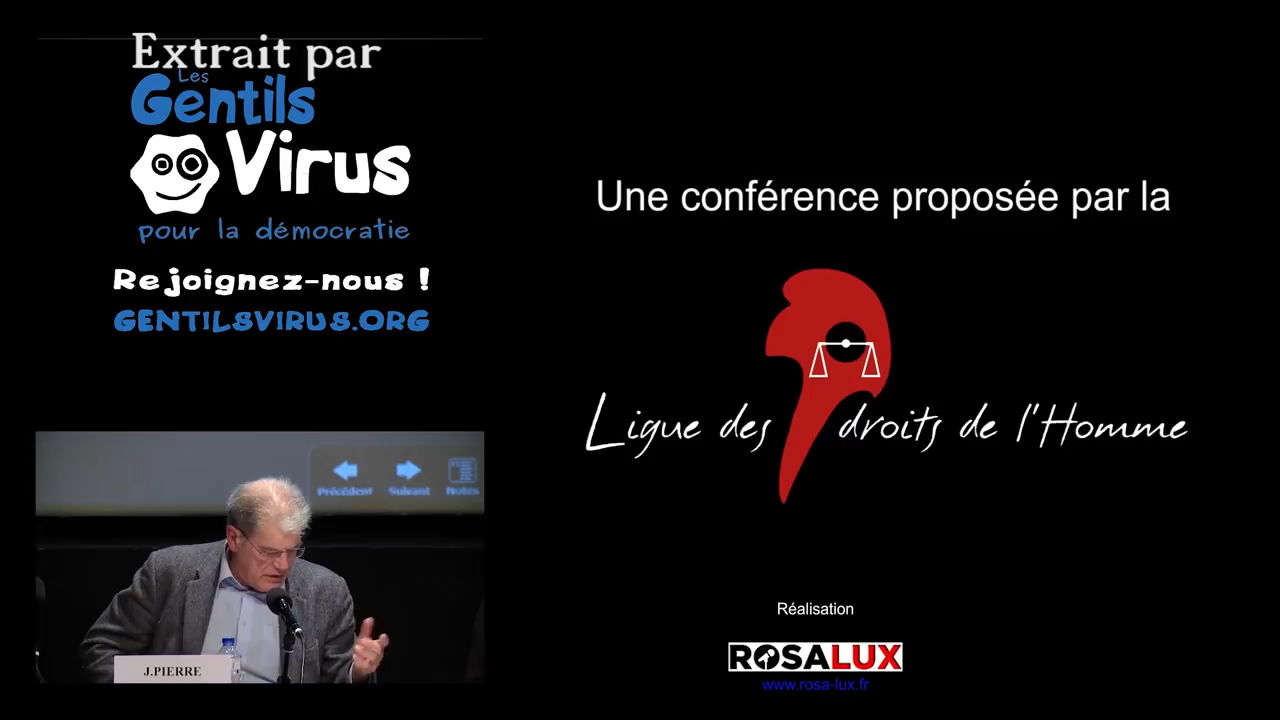 Extrait par
Les
Gentils
Virus
pour la démocratie
Rejoignez-nous !
GENTILSVIRUS.ORG
Une conférence proposée par la
Ligue des droits de l'Homme
Précédent Suivant Notes
J.PIERRE
Réalisation
ROSALUX
www.rosa-lux.fr